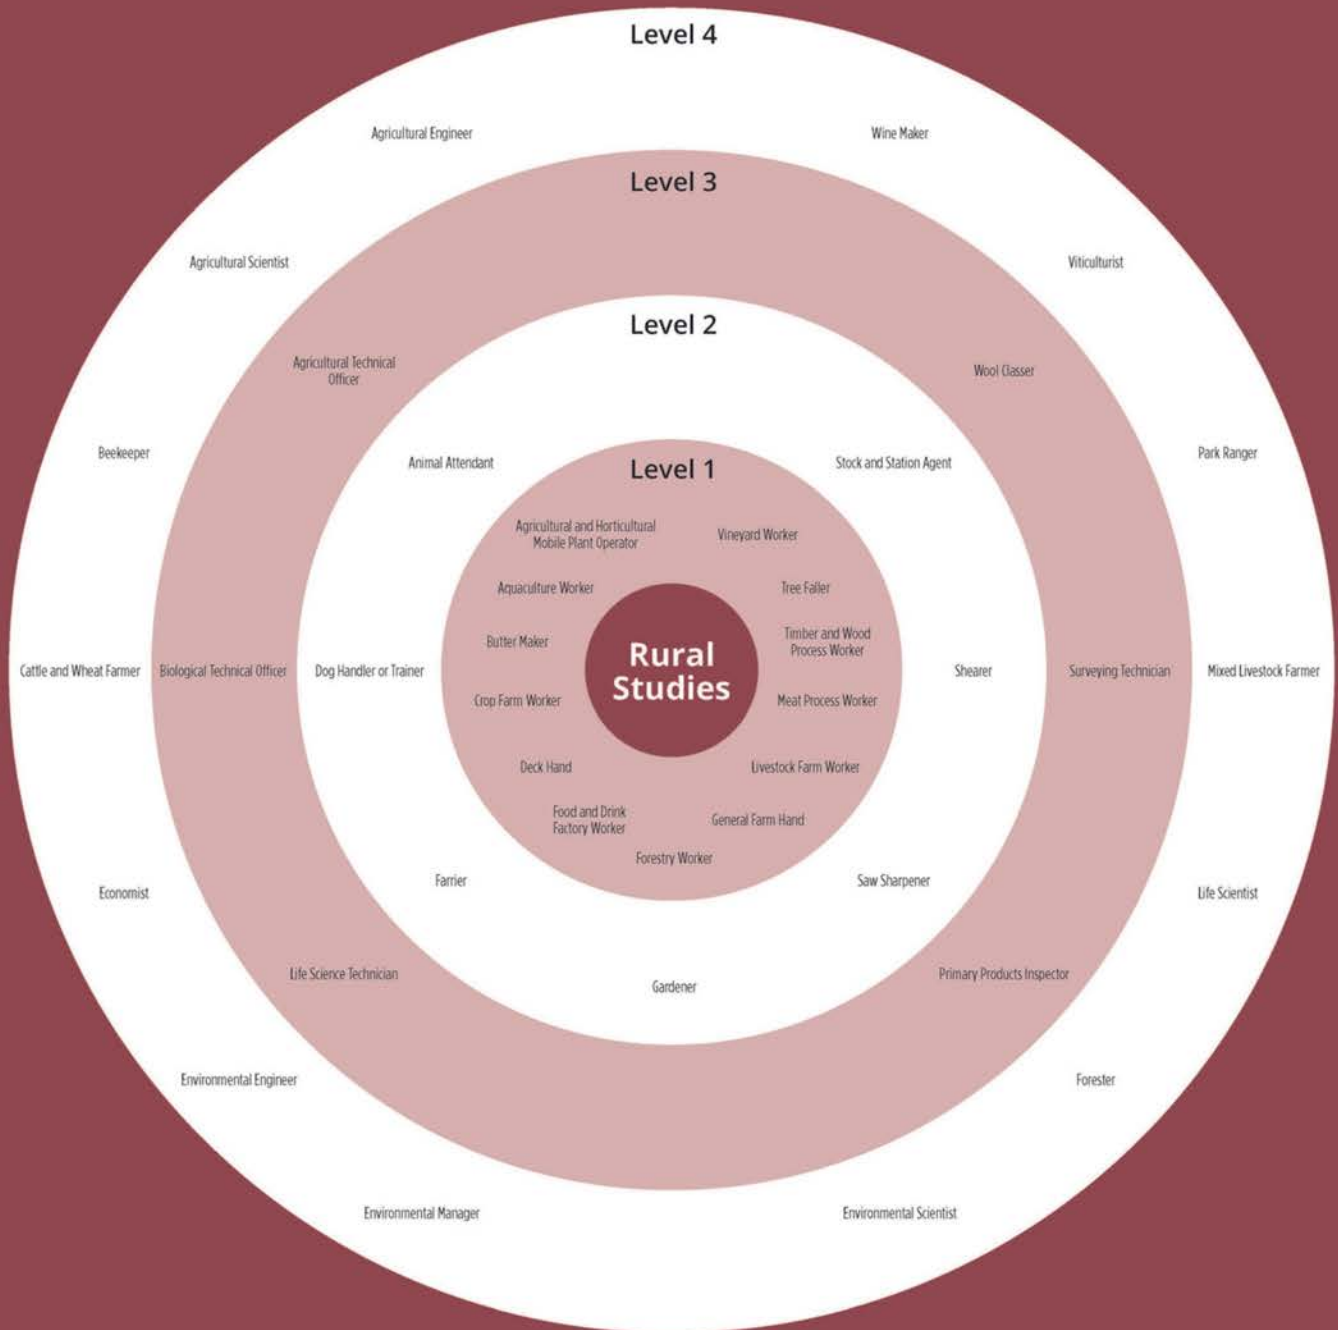 Level 4
Agricultural Engineer
Wine Maker
Level 3
Agricultural Scientist
Viticulturist
Level 2
Agricultural Technical
Officer
Wool Classer
Beekeeper
Park Ranger
Animal Attendant
Stock and Station Agent
Level 1
Agricultural and Horticultural
Mobile Plant Operator
Vineyard Worker
Aquaculture Worker
Tree Faller
Butter Maker
Timber and Wood
Process Worker
Rural
Studies
Cattle and Wheat Farmer
Biological Technical Officer
Dog Handler or Trainer
Shearer
Surveying Technician
Mixed Livestock Farmer
Crop Farm Worker
Meat Process Worker
Deck Hand
Livestock Farm Worker
Food and Drink
Factory Worker
General Farm Hand
Forestry Worker
Farrier
Saw Sharpener
Economist
Life Scientist
Life Science Technician
Primary Products Inspector
Gardener
Environmental Engineer
Forester
Environmental Manager
Environmental Scientist